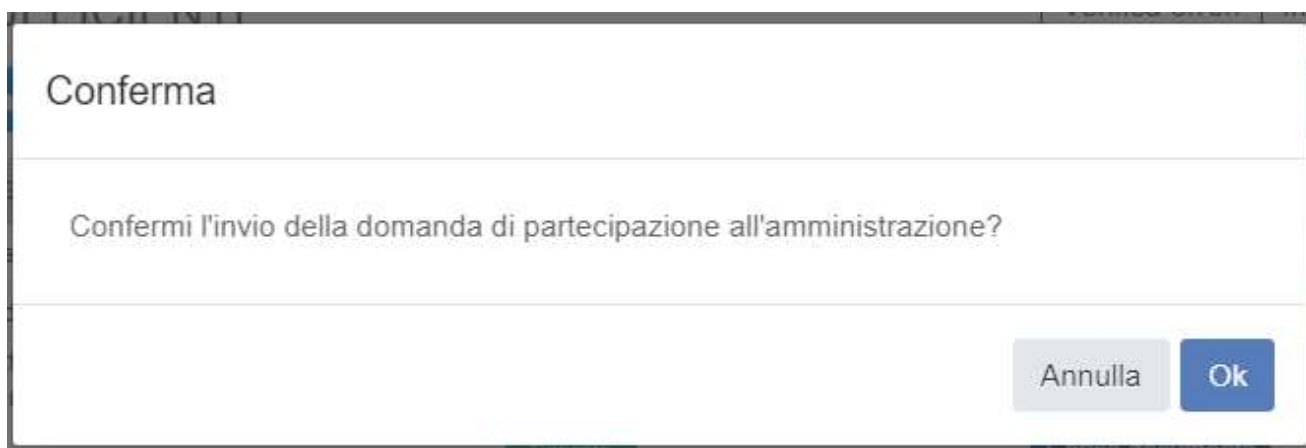 Conferma
Confermi l'invio della domanda di partecipazione all'amministrazione?
Annulla
Ok